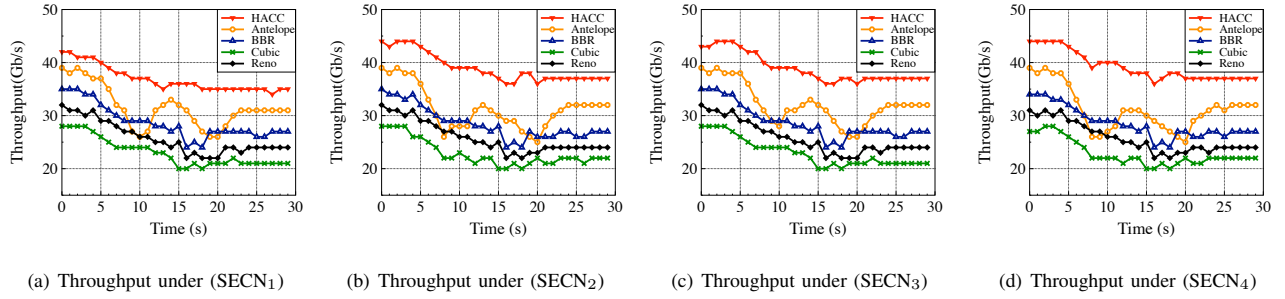 50
40
30
20
Throughput(Gb/s)
0 5 10 15 20 25 30
Time (s)
HACC
Antelope
BBR
Cubic
Reno
(a) Throughput under (SECN₁)
50
40
30
20
Throughput(Gb/s)
0 5 10 15 20 25 30
Time (s)
HACC
Antelope
BBR
Cubic
Reno
(b) Throughput under (SECN₂)
50
40
30
20
Throughput(Gb/s)
0 5 10 15 20 25 30
Time (s)
HACC
Antelope
BBR
Cubic
Reno
(c) Throughput under (SECN₃)
50
40
30
20
Throughput(Gb/s)
0 5 10 15 20 25 30
Time (s)
HACC
Antelope
BBR
Cubic
Reno
(d) Throughput under (SECN₄)